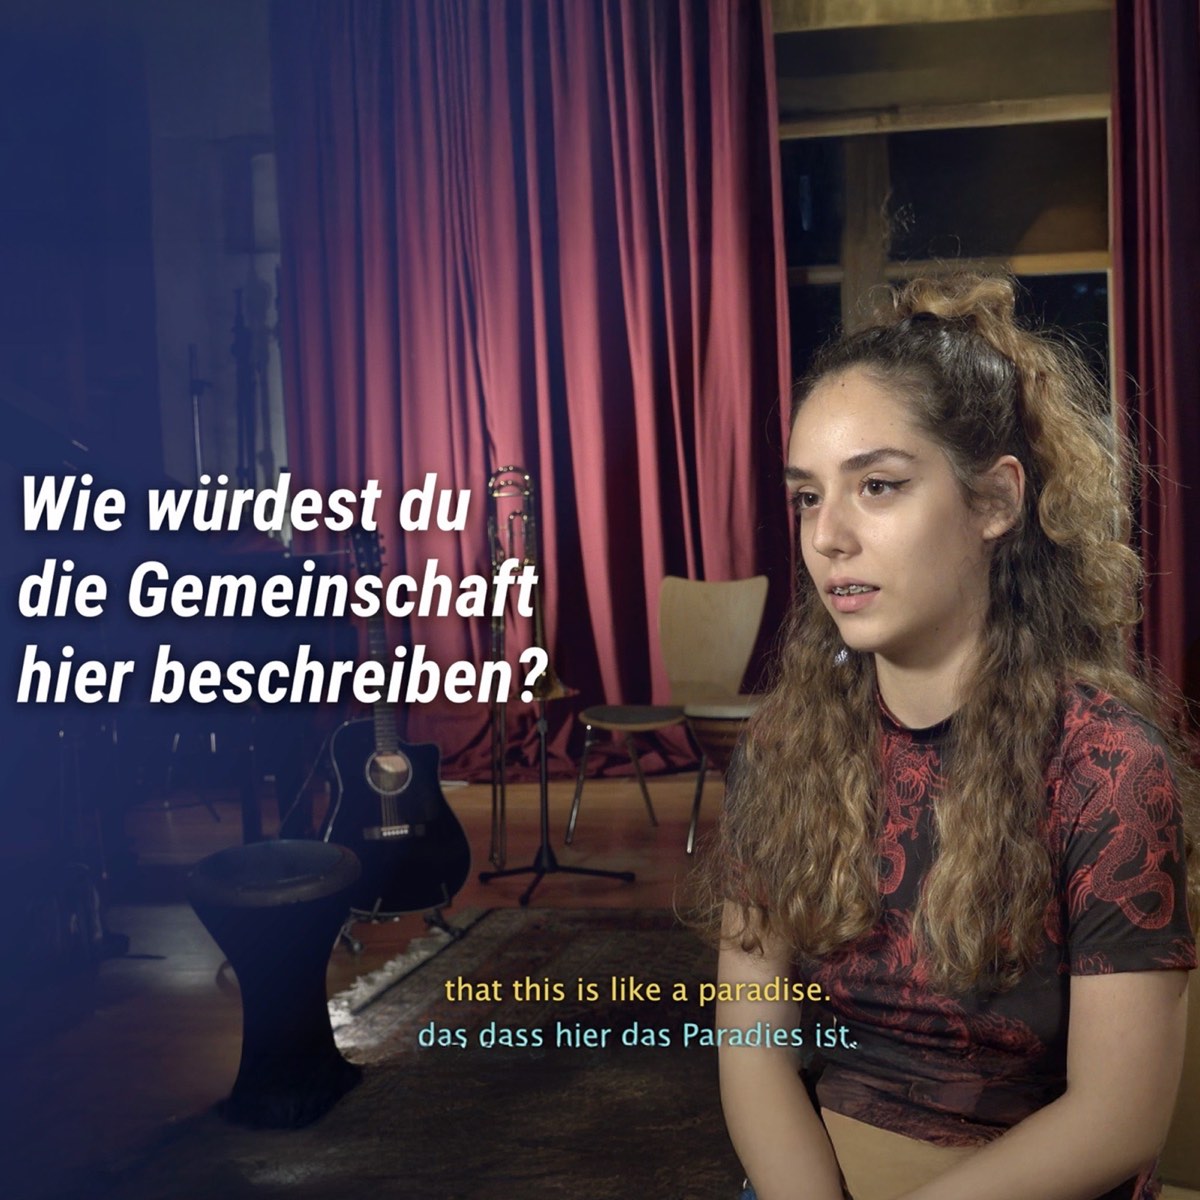 Wie würdest du
die Gemeinschaft
hier beschreiben?
that this is like a paradise.
das dass hier das Paradies ist.